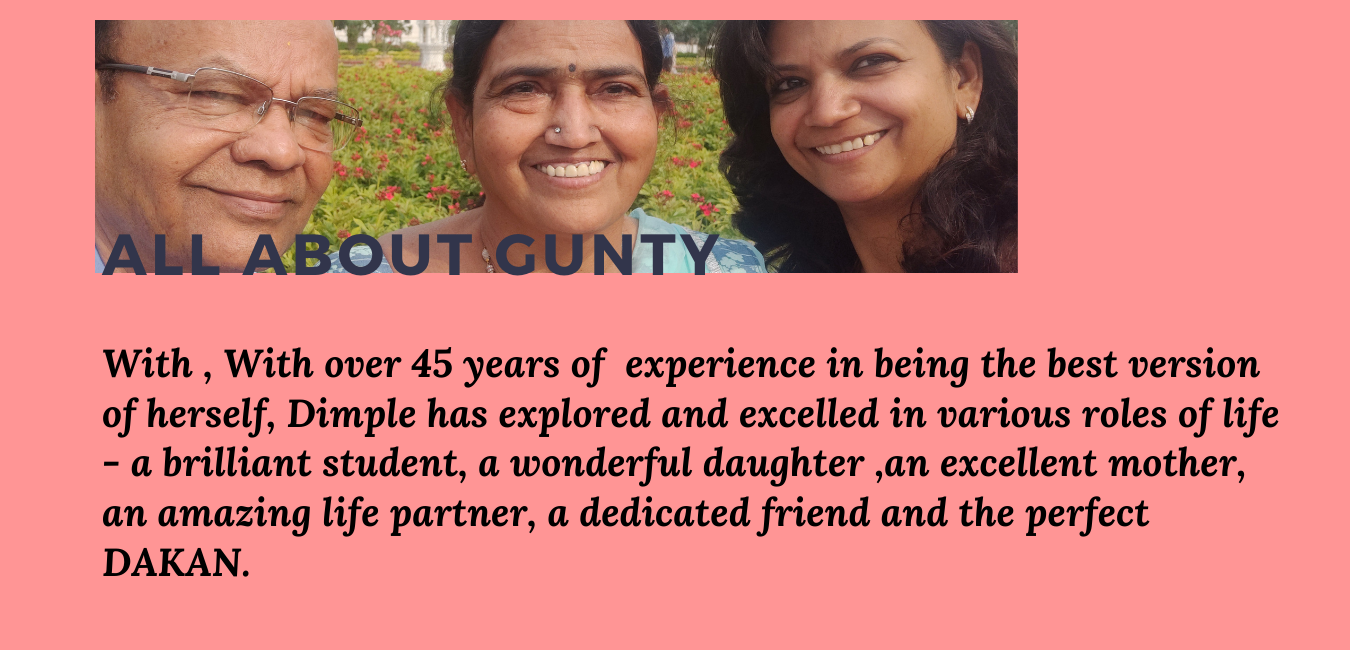 ALL ABOUT GUNTY
With , With over 45 years of  experience in being the best version
of herself, Dimple has explored and excelled in various roles of life
- a brilliant student, a wonderful daughter ,an excellent mother,
an amazing life partner, a dedicated friend and the perfect
DAKAN.